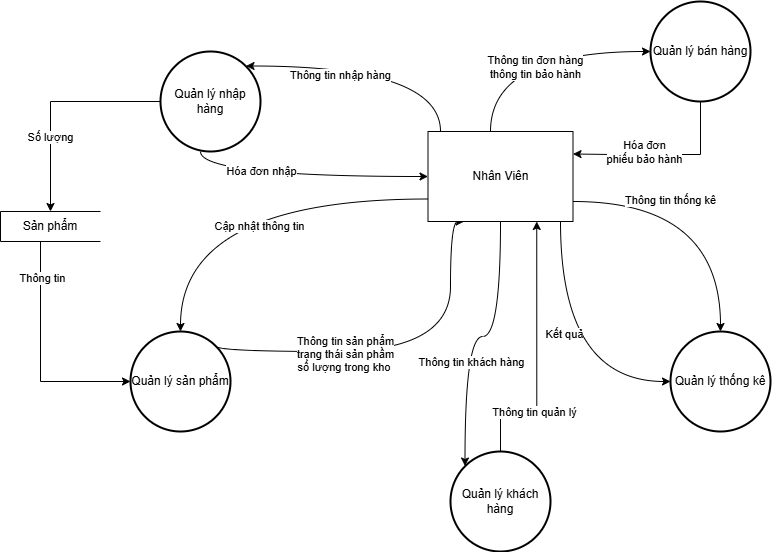 Thông tin đơn hàng
thông tin bảo hành
Quản lý bán hàng
Thông tin nhập hàng
Quản lý nhập
hàng
Số lượng
Hóa đơn
phiếu bảo hành
Hóa đơn nhập
Nhân Viên
Thông tin thống kê
Sản phẩm
Cập nhật thông tin
Thông tin
Thông tin sản phẩm
trạng thái sản phẩm
số lượng trong kho
Kết quả
Thông tin khách hàng
Quản lý sản phẩm
Quản lý thống kê
Thông tin quản lý
Quản lý khách
hàng